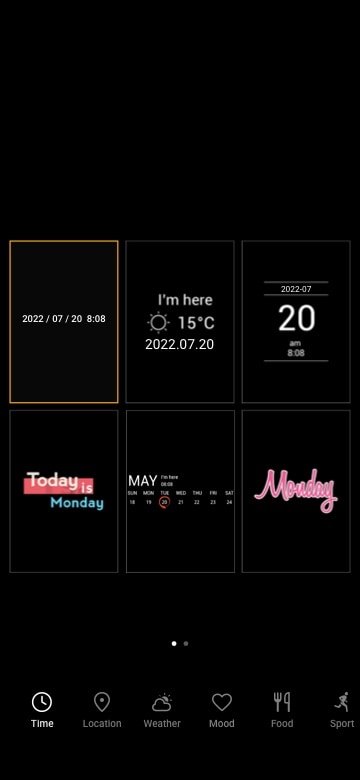 2022 / 07 / 20 8:08
I'm here
15°C
2022.07.20
2022-07
20
am
8:08
Today
is
Monday
MAY I'm here
08:08
SUN MON TUE WED THU FRI SAT
18 19 20 21 22 23 24
Monday
Time Location Weather Mood Food Sport